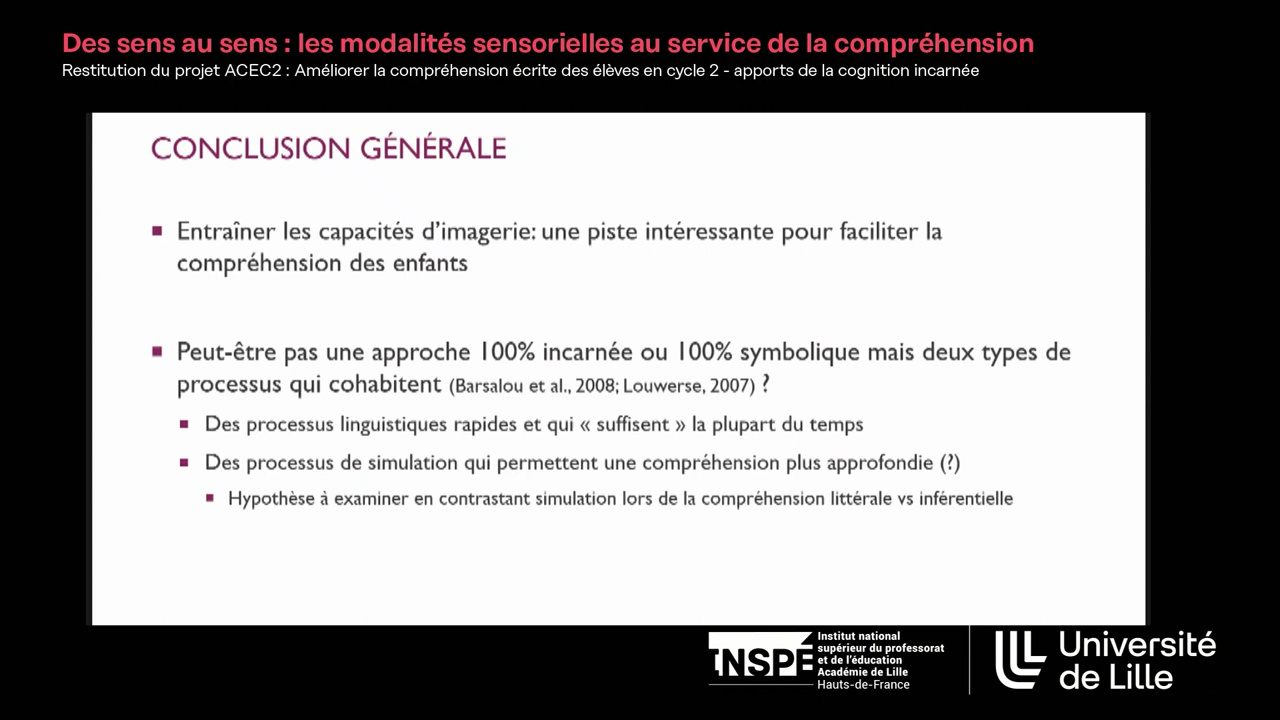 Des sens au sens : les modalités sensorielles au service de la compréhension
Restitution du projet ACEC2 : Améliorer la compréhension écrite des élèves en cycle 2 - apports de la cognition incarnée
CONCLUSION GÉNÉRALE
Entraîner les capacités d'imagerie: une piste intéressante pour faciliter la
compréhension des enfants
Peut-être pas une approche 100% incarnée ou 100% symbolique mais deux types de
processus qui cohabitent (Barsalou et al., 2008; Louwerse, 2007) ?
Des processus linguistiques rapides et qui « suffisent » la plupart du temps
Des processus de simulation qui permettent une compréhension plus approfondie (?)
Hypothèse à examiner en contrastant simulation lors de la compréhension littérale vs inférentielle
INSPÉ
Institut national
supérieur du professorat
et de l'éducation
Académie de Lille
Hauts-de-France
Université
de Lille